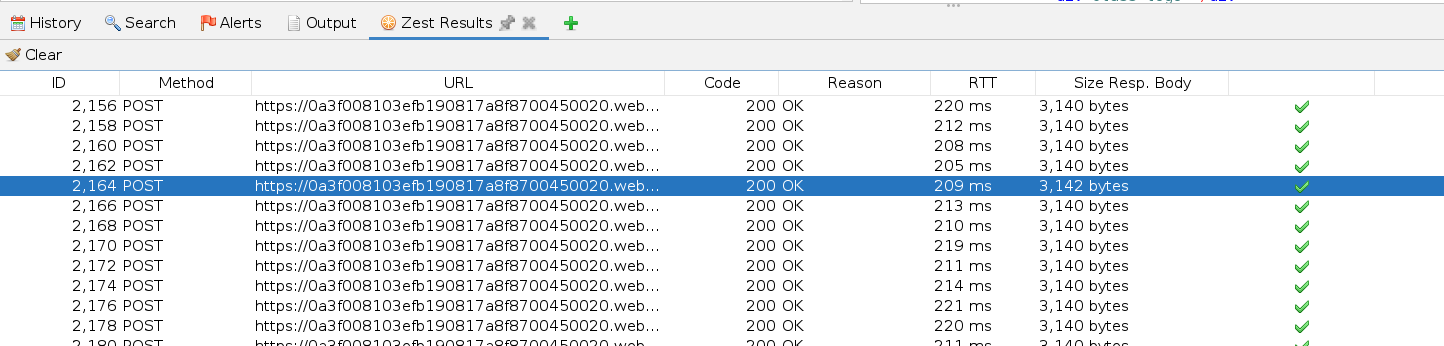 History Search Alerts Output Zest Results
Clear
ID Method URL Code Reason RTT Size Resp. Body
2,156 POST https://0a3f008103efb190817a8f8700450020.web... 200 OK 220 ms 3,140 bytes
2,158 POST https://0a3f008103efb190817a8f8700450020.web... 200 OK 212 ms 3,140 bytes
2,160 POST https://0a3f008103efb190817a8f8700450020.web... 200 OK 208 ms 3,140 bytes
2,162 POST https://0a3f008103efb190817a8f8700450020.web... 200 OK 205 ms 3,140 bytes
2,164 POST https://0a3f008103efb190817a8f8700450020.web... 200 OK 209 ms 3,142 bytes
2,166 POST https://0a3f008103efb190817a8f8700450020.web... 200 OK 213 ms 3,140 bytes
2,168 POST https://0a3f008103efb190817a8f8700450020.web... 200 OK 210 ms 3,140 bytes
2,170 POST https://0a3f008103efb190817a8f8700450020.web... 200 OK 219 ms 3,140 bytes
2,172 POST https://0a3f008103efb190817a8f8700450020.web... 200 OK 211 ms 3,140 bytes
2,174 POST https://0a3f008103efb190817a8f8700450020.web... 200 OK 214 ms 3,140 bytes
2,176 POST https://0a3f008103efb190817a8f8700450020.web... 200 OK 221 ms 3,140 bytes
2,178 POST https://0a3f008103efb190817a8f8700450020.web... 200 OK 220 ms 3,140 bytes
2,180 POST https://0a3f008103efb190817a8f8700450020.web... 200 OK 211 ms 3,140 bytes